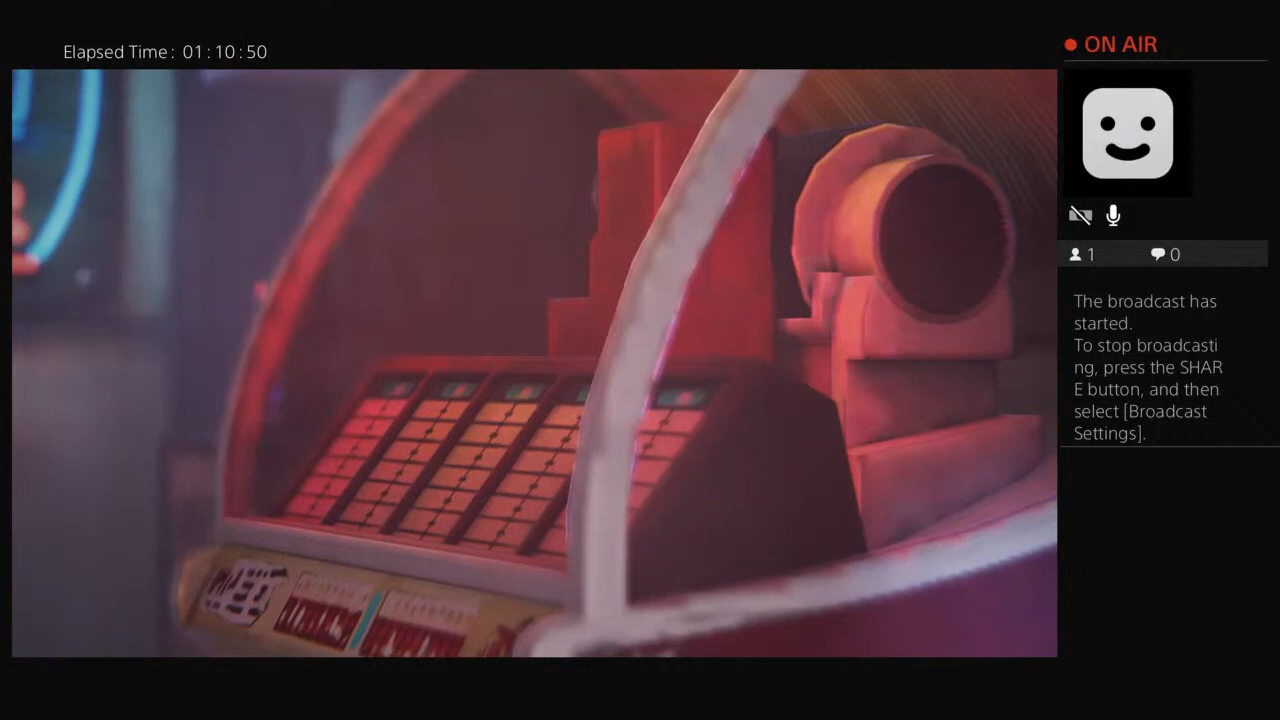 Elapsed Time: 01:10:50
ON AIR
1 0
The broadcast has
started.
To stop broadcasti
ng, press the SHAR
E button, and then
select [Broadcast
Settings].